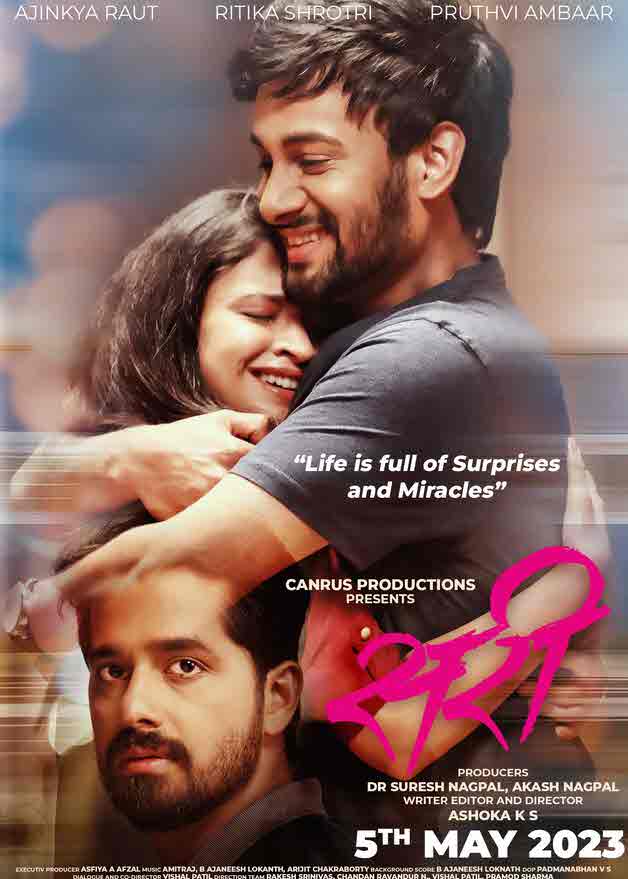 AJINKYA RAUT RITIKA SHROTRI PRUTHVI AMBAAR
“Life is full of Surprises
and Miracles”
CANRUS PRODUCTIONS
PRESENTS
सरी
PRODUCERS
DR SURESH NAGPAL, AKASH NAGPAL
WRITER EDITOR AND DIRECTOR
ASHOKA K S
5TH MAY 2023
EXECUTIV PRODUCER ASFIYA A AFZAL MUSIC AMITRAJ, B AJANEESH LOKANTH, ARIJIT CHAKRABORTY BACKGROUND SCORE B AJANEESH LOKNATH DOP PADMANABHAN V S
DIALOGUE AND CO-DIRECTOR VISHAL PATIL DIRECTION TEAM RAKESH SRINIVAS, CHANDAN RAVANDUR N., VISHAL PATIL, PRAMOD SHARMA